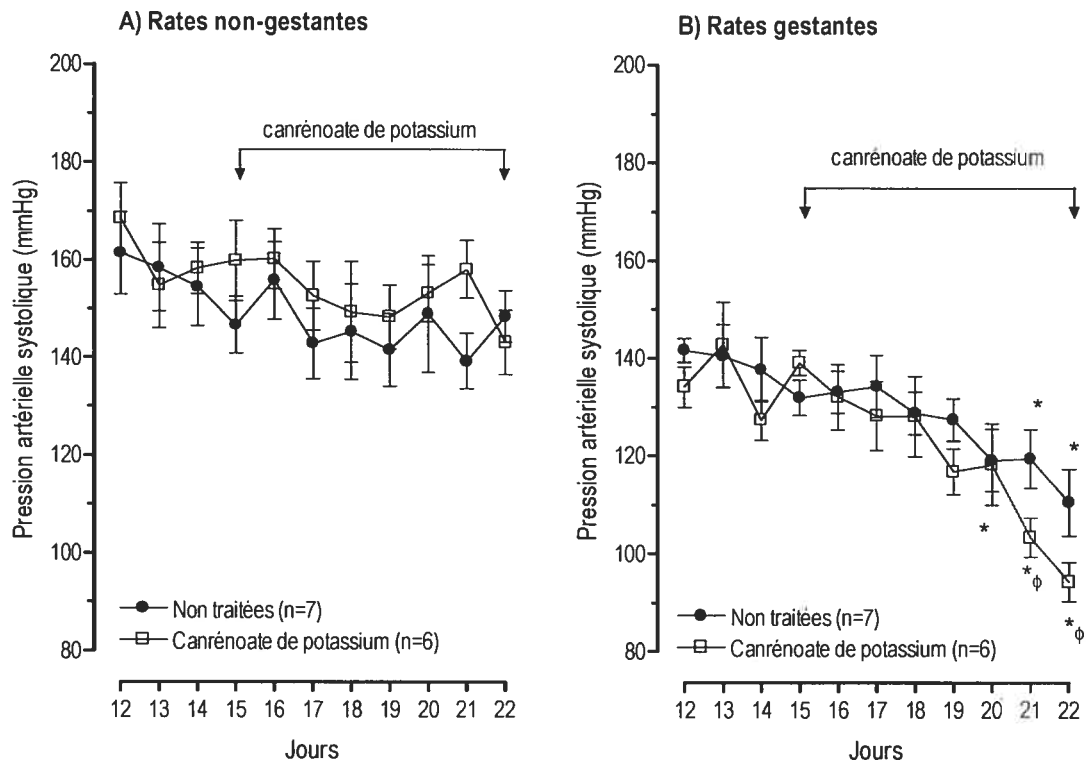 A) Rates non-gestantes
Pression artérielle systolique (mmHg)
200
180
160
140
120
100
80
canrénoate de potassium
Non traitées (n=7)
Canrénoate de potassium (n=6)
12 13 14 15 16 17 18 19 20 21 22
Jours
B) Rates gestantes
Pression artérielle systolique (mmHg)
200
180
160
140
120
100
80
canrénoate de potassium
*
*
*
*ϕ
*ϕ
Non traitées (n=7)
Canrénoate de potassium (n=6)
12 13 14 15 16 17 18 19 20 21 22
Jours